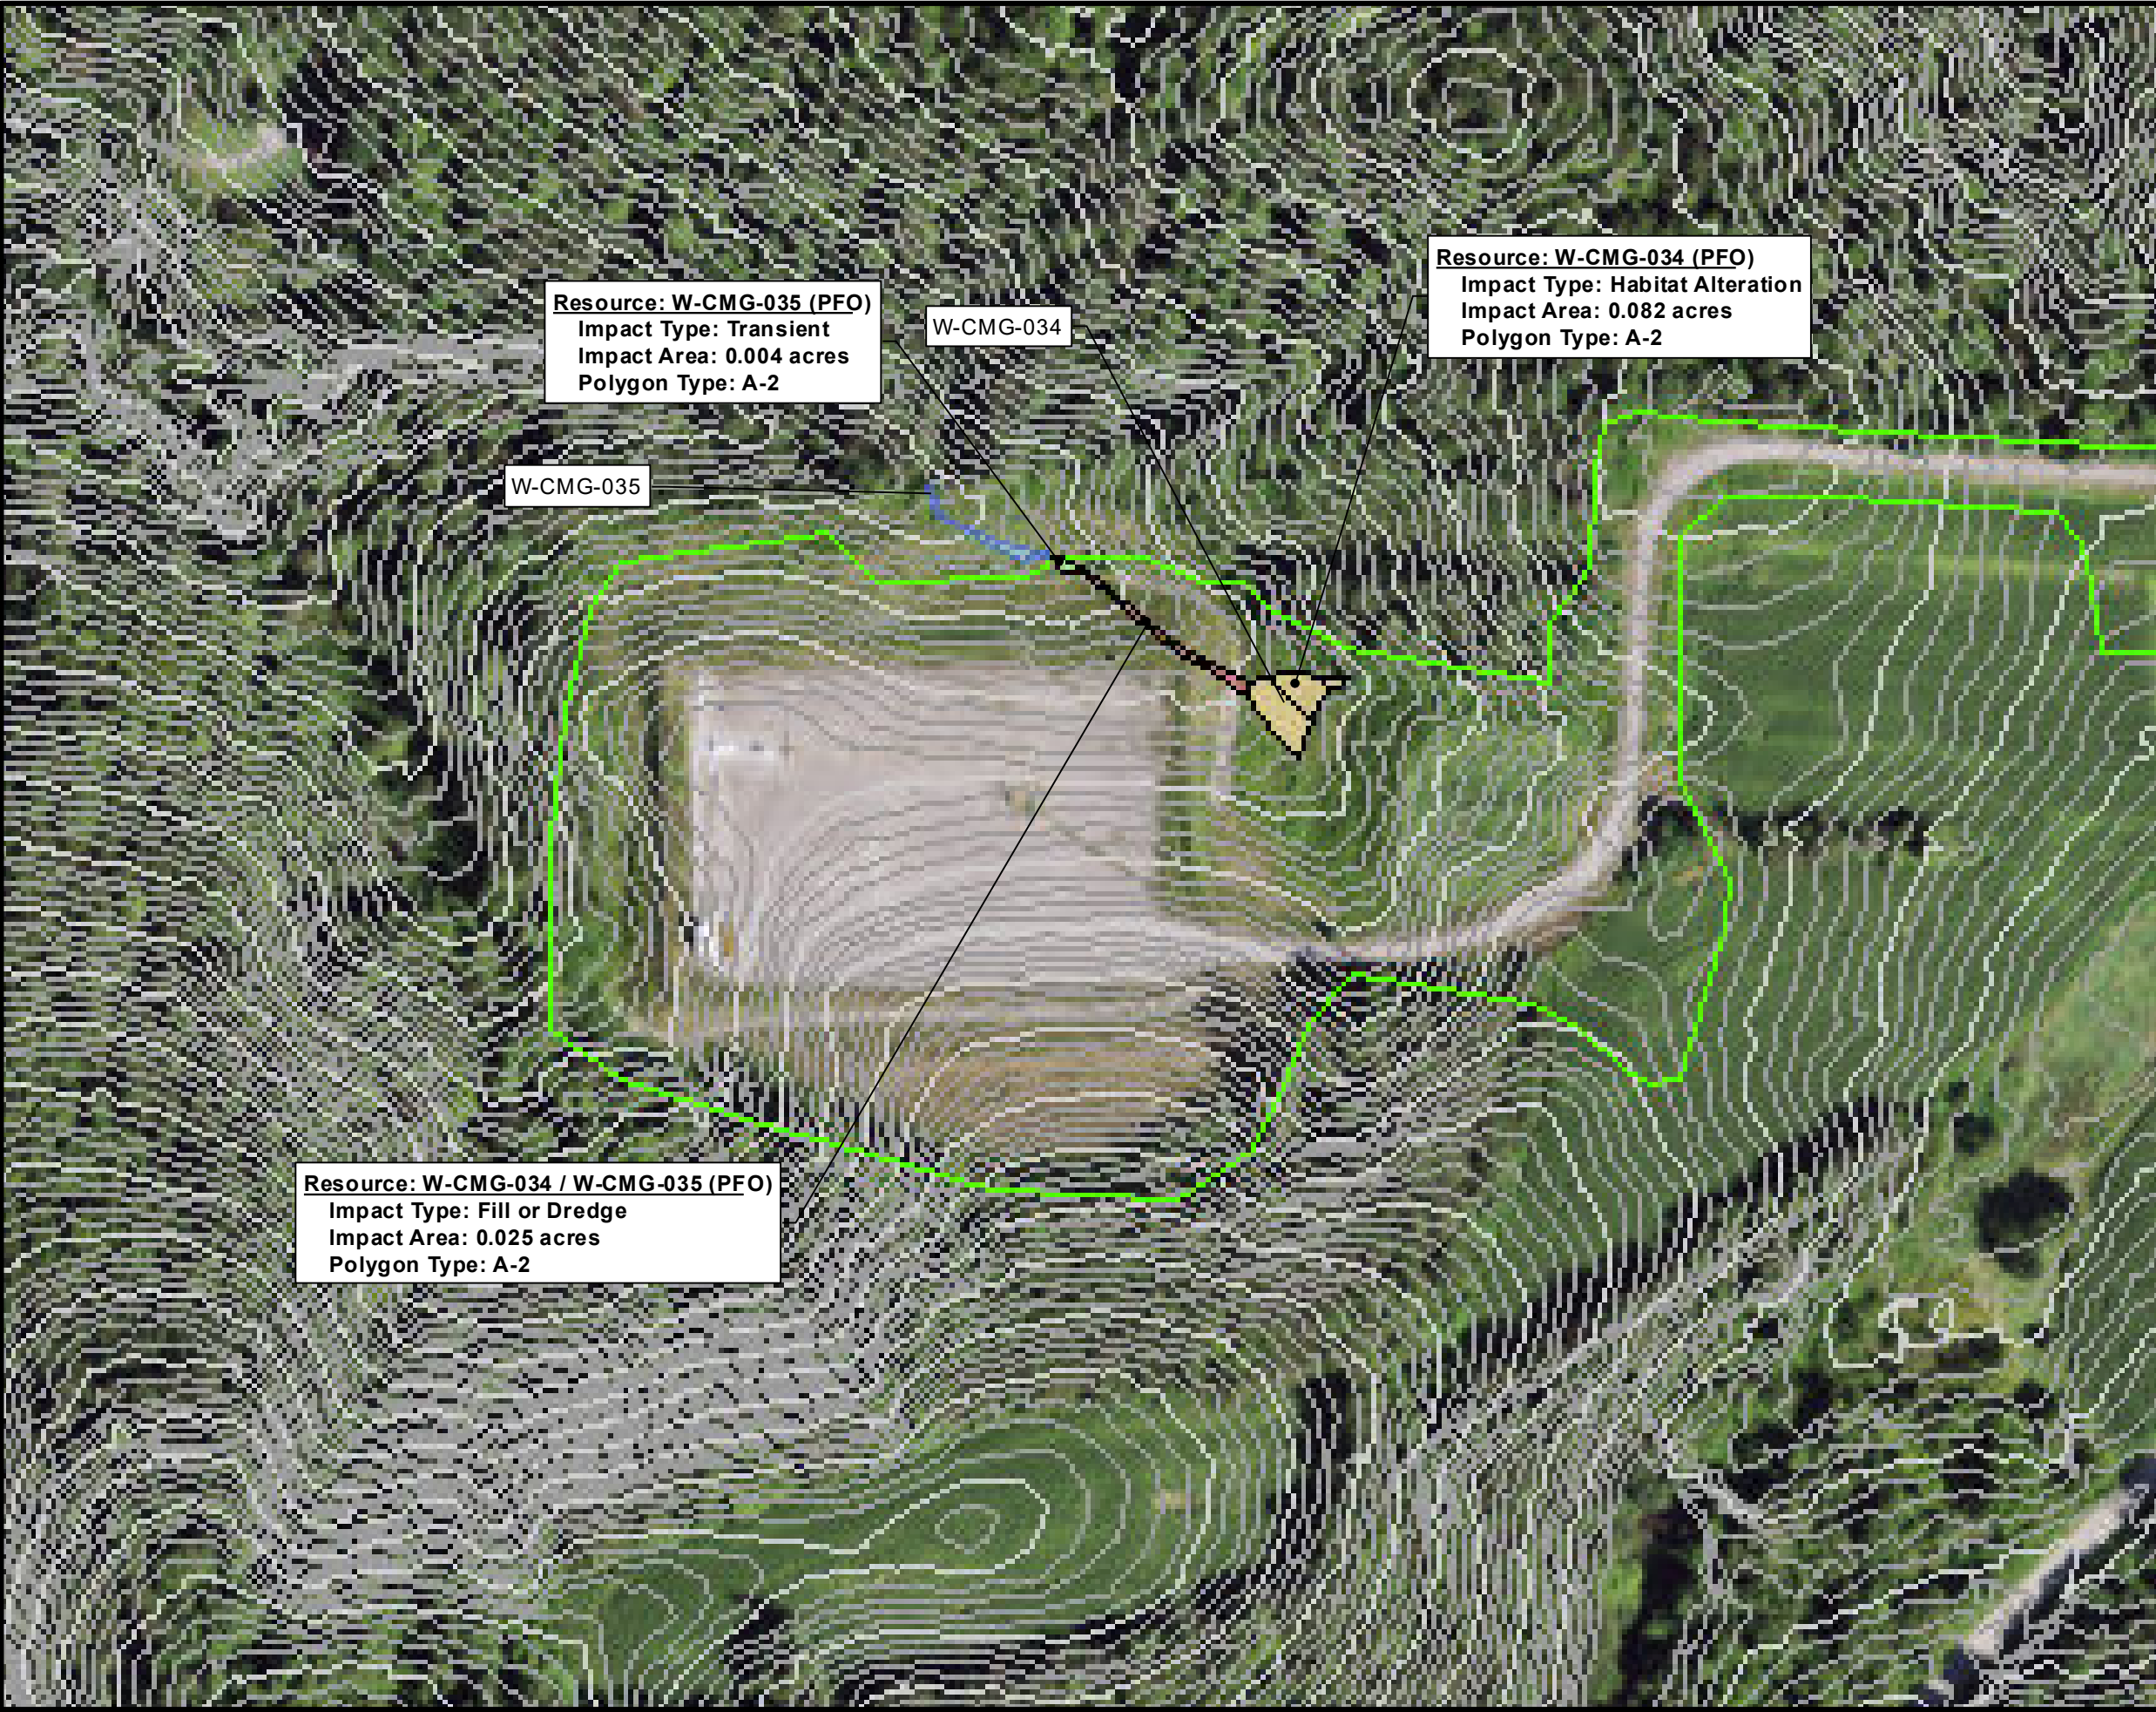 Resource: W-CMG-034 (PFO)
Impact Type: Habitat Alteration
Impact Area: 0.082 acres
Polygon Type: A-2
Resource: W-CMG-035 (PFO)
Impact Type: Transient
Impact Area: 0.004 acres
Polygon Type: A-2
W-CMG-034
W-CMG-035
Resource: W-CMG-034 / W-CMG-035 (PFO)
Impact Type: Fill or Dredge
Impact Area: 0.025 acres
Polygon Type: A-2